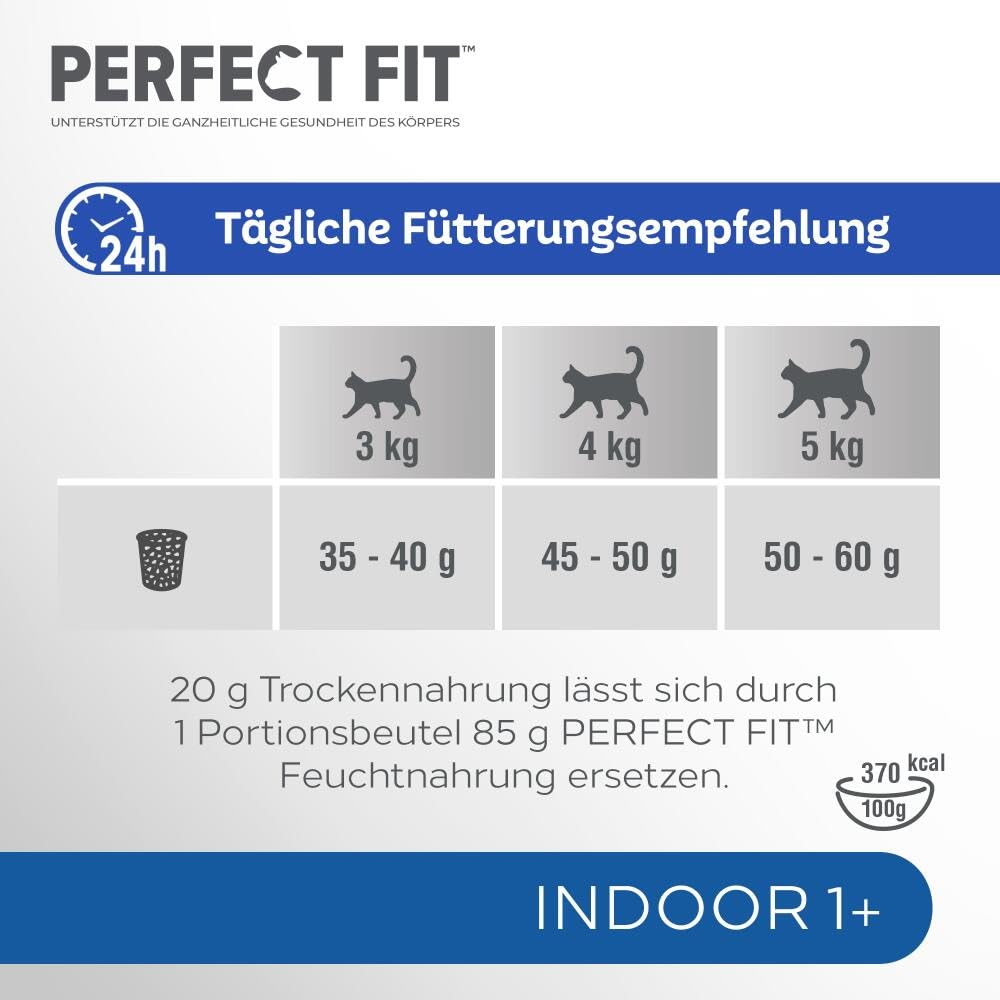 PERFECT FIT™
UNTERSTÜTZT DIE GANZHEITLICHE GESUNDHEIT DES KÖRPERS
24h
Tägliche Fütterungsempfehlung
3 kg
4 kg
5 kg
35 - 40 g
45 - 50 g
50 - 60 g
20 g Trockennahrung lässt sich durch
1 Portionsbeutel 85 g PERFECT FIT™
Feuchtnahrung ersetzen.
370 kcal
100g
INDOOR 1+